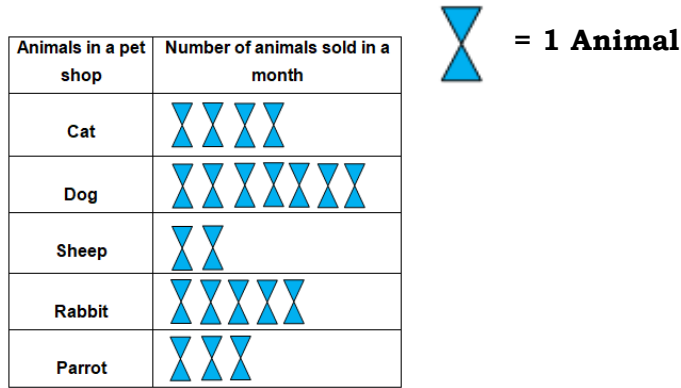 = 1 Animal
Animals in a pet shop
Number of animals sold in a month
Cat
Dog
Sheep
Rabbit
Parrot